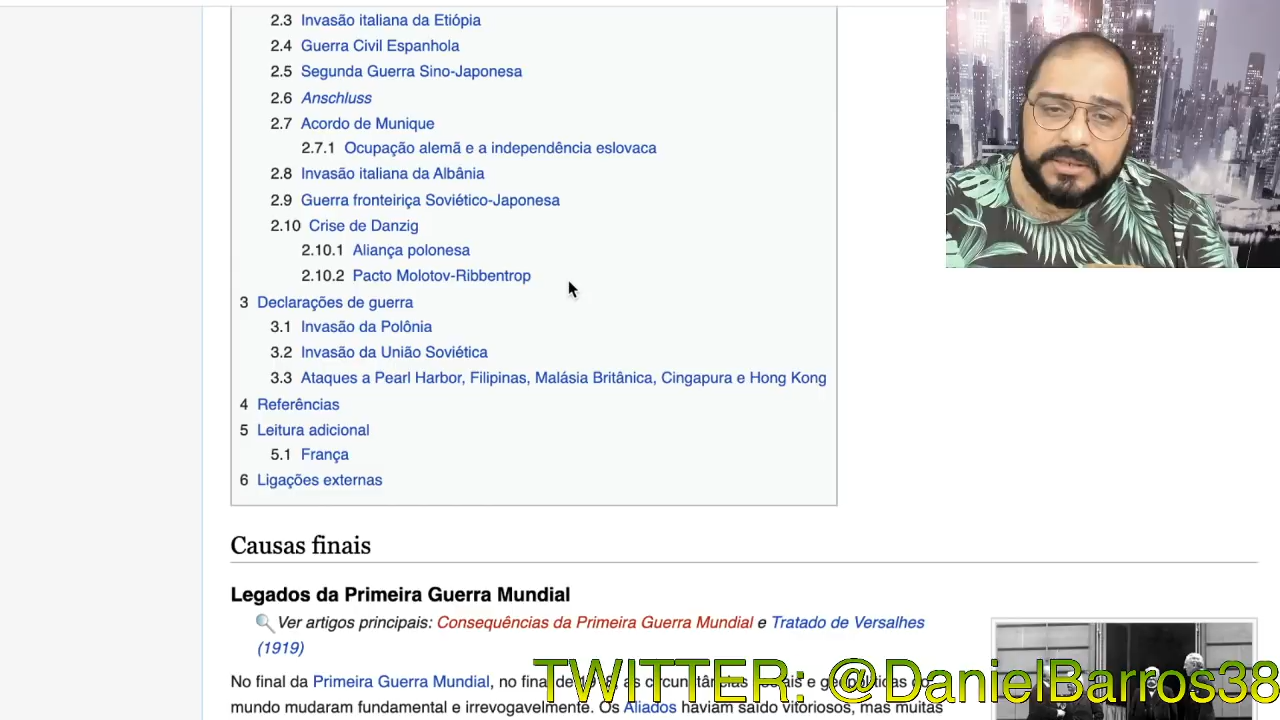 2.3 Invasão italiana da Etiópia
2.4 Guerra Civil Espanhola
2.5 Segunda Guerra Sino-Japonesa
2.6 Anschluss
2.7 Acordo de Munique
2.7.1 Ocupação alemã e a independência eslovaca
2.8 Invasão italiana da Albânia
2.9 Guerra fronteiriça Soviético-Japonesa
2.10 Crise de Danzig
2.10.1 Aliança polonesa
2.10.2 Pacto Molotov-Ribbentrop
3 Declarações de guerra
3.1 Invasão da Polônia
3.2 Invasão da União Soviética
3.3 Ataques a Pearl Harbor, Filipinas, Malásia Britânica, Cingapura e Hong Kong
4 Referências
5 Leitura adicional
5.1 França
6 Ligações externas
Causas finais
Legados da Primeira Guerra Mundial
Ver artigos principais: Consequências da Primeira Guerra Mundial e Tratado de Versalhes
(1919)
No final da Primeira Guerra Mundial, no final de as e
mundo mudaram fundamental e irrevogavelmente. Os Aliados haviam saído vitoriosos, mas muitas
TWITTER: @DanielBarros38